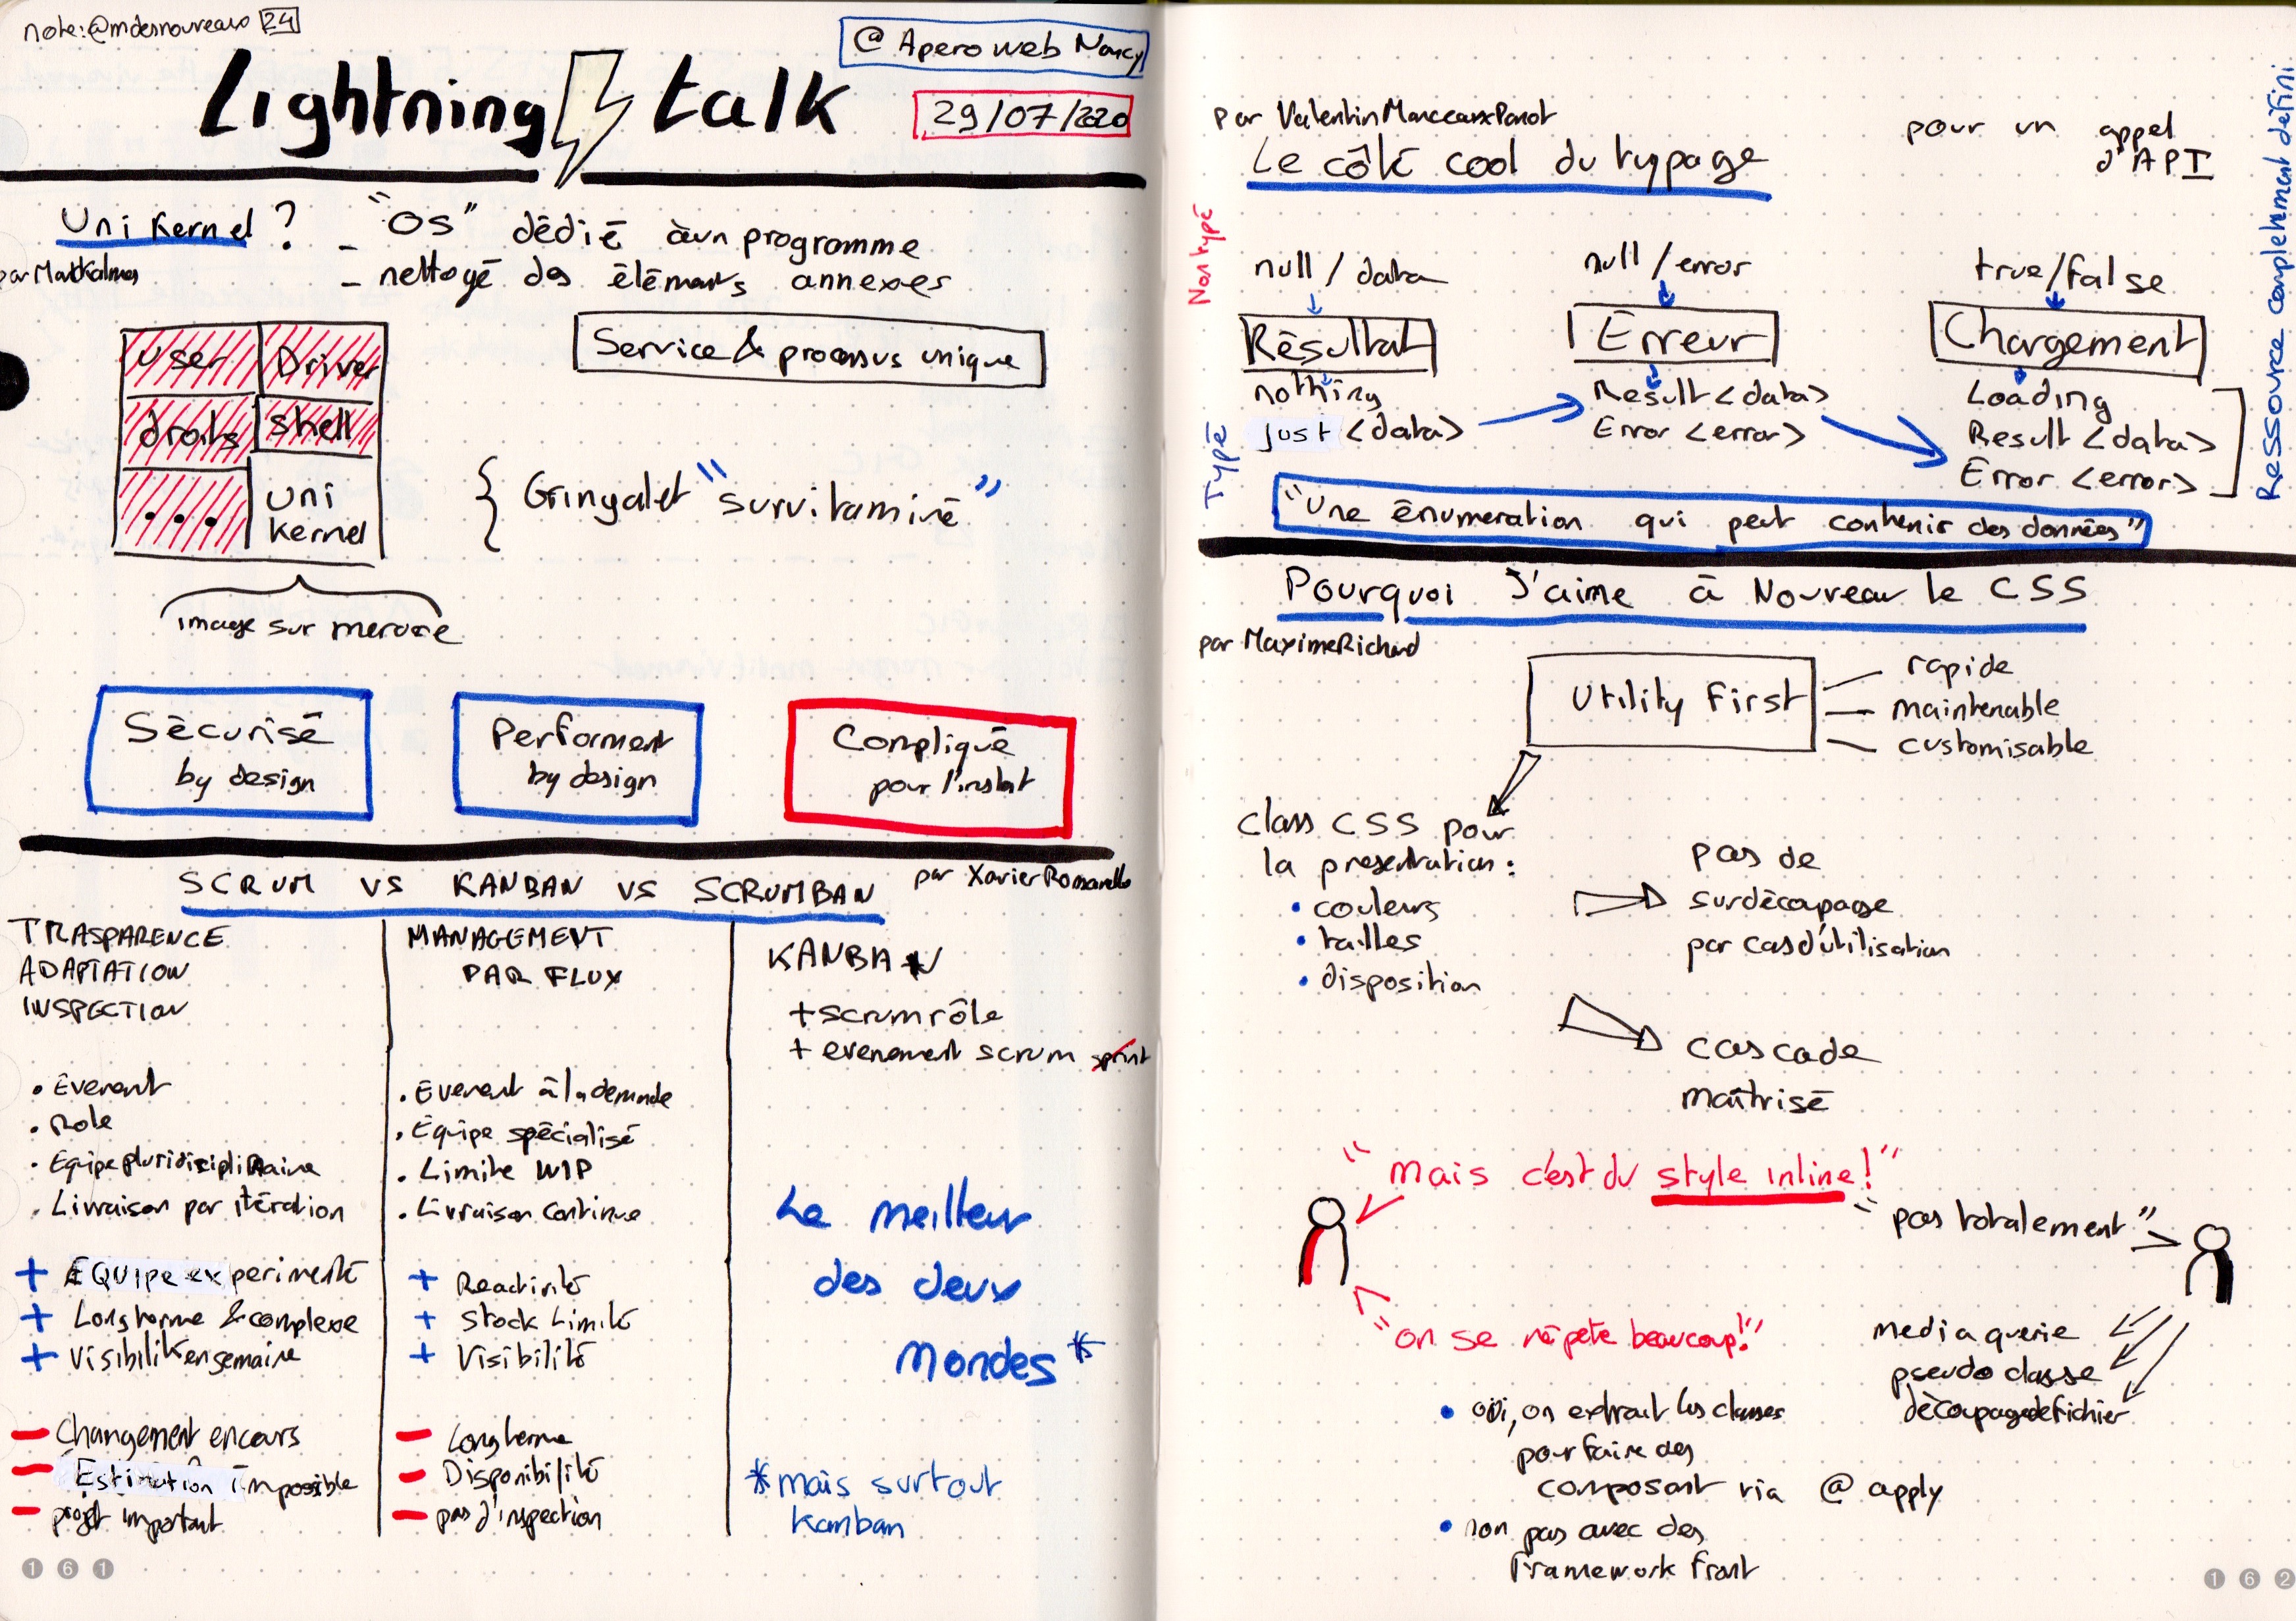 note:@mdesnoureaux 24
@ Apero web Nancy
Lightning talk
29/07/2020
Uni Kernel ?
par
- "OS" dédié à un programme
- nettoyé des éléments annexes
User
Driver
droits
shell
...
Uni
Kernel
image sur
Service & processus unique
{ Gringalet "survitaminé"
Sécurisé
by design
Performent
by design
Compliqué
pour l'instat
SCRUM VS KANBAN VS SCRUMBAN
par Xavier
TRASPARENCE
ADAPTATION
INSPECTION
• Evenent
• Role
• Equipe pluridisciplinaire
• Livraison par itération
+ EQUIPE experimenté
+ Long terme & complexe
+ Visibilité en semaine
- Changement en cours
- Estimation impossible
- projet important
MANAGEMENT
PAR FLUX
• Evenent à la demande
• Equipe spécialisé
• Limite WIP
• Livraison continue
+ Reactivité
+ Stock Limité
+ Visibilité
- Long terme
- Disponibilité
- pas d'inspection
KANBAN
+ scrum rôle
+ evenement scrum sprint
Le meilleur
des deux
Mondes *
* mais surtout
kanban
161
par Valentin
Le côté cool du typage
pour un appel
d'API
Non typé
null / data
Résultat
nothing
just <data>
null / error
Erreur
Result <data>
Error <error>
true/false
Chargement
Loading
Result <data>
Error <error>
Typé
Ressource complètement défini
"Une énumeration qui peut contenir des données"
Pourquoi J'aime à Nouveau le CSS
par Maxime Richard
Utility First
rapide
maintenable
customisable
class CSS pour
la presentation :
• couleurs
• tailles
• disposition
pas de
surdécoupage
par cas d'utilisation
cascade
maîtrisé
"Mais c'est du style inline!"
"pas totalement"
"on se répete beaucoup!"
media querie
pseudo classe
découpage de fichier
• oui, on extrait les classes
pour faire des
composant via @apply
• non pas avec des
Framework front
162